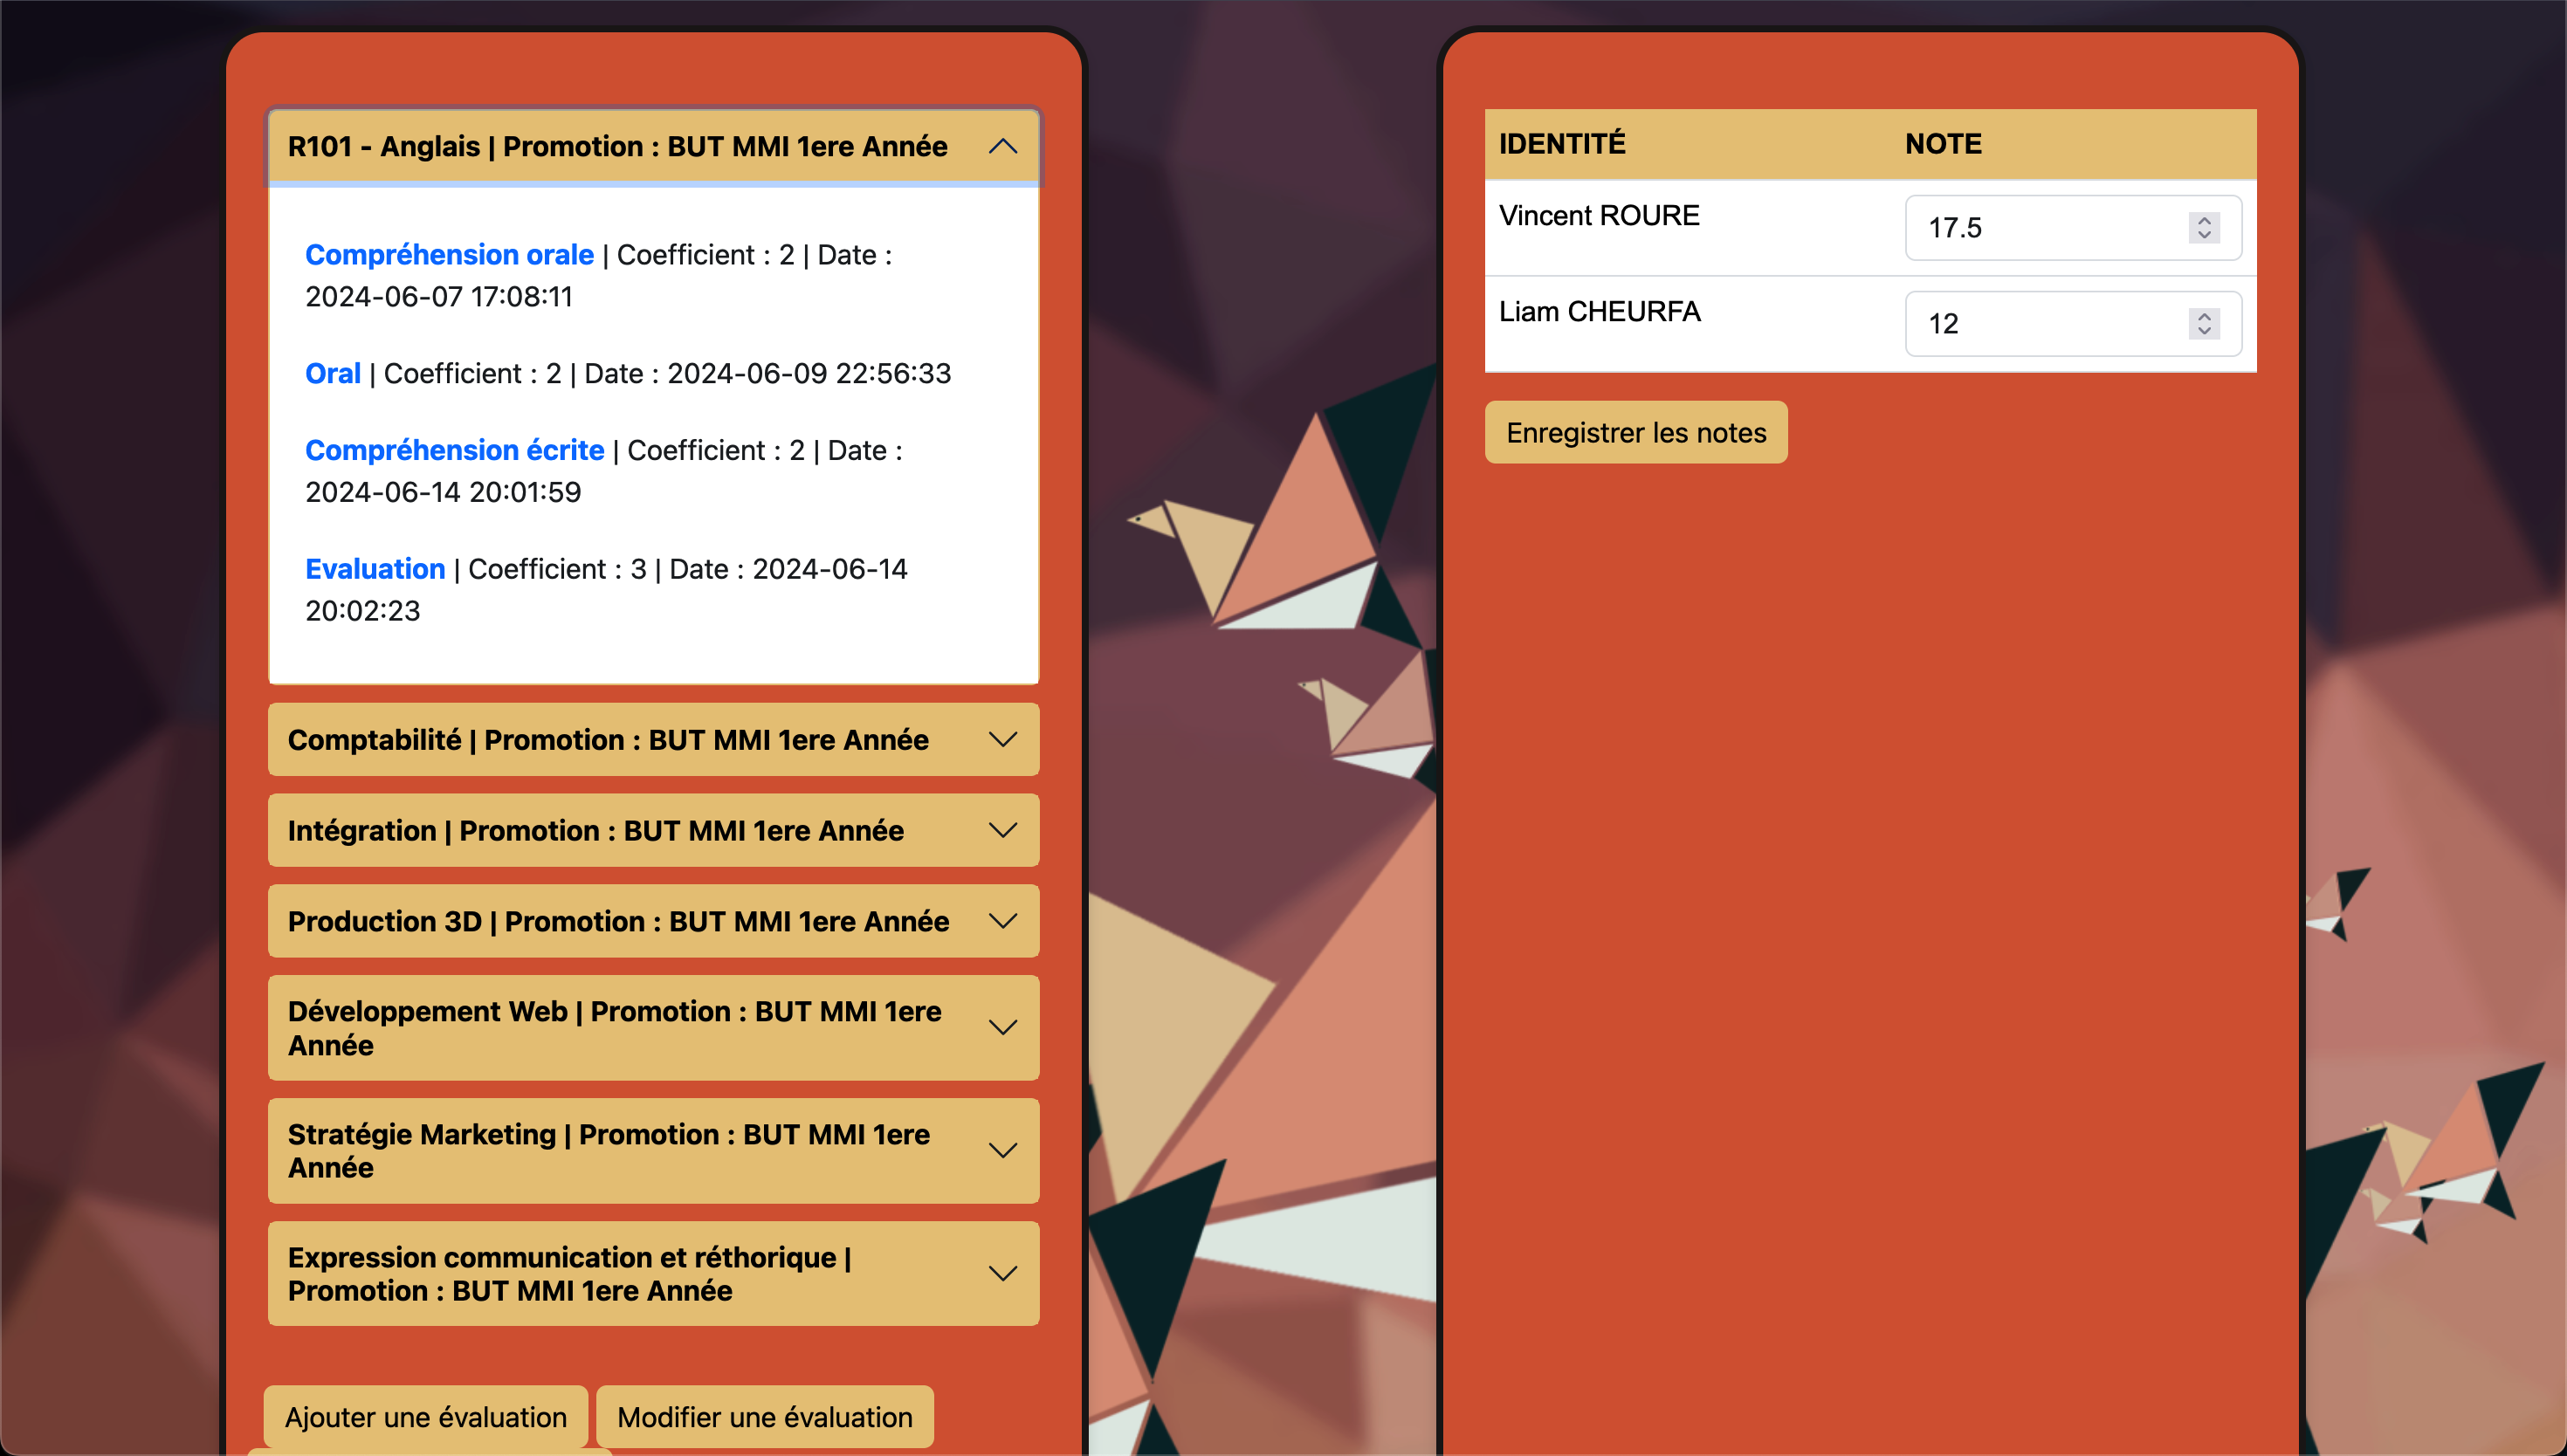 R101 - Anglais | Promotion : BUT MMI 1ere Année
Compréhension orale | Coefficient : 2 | Date :
2024-06-07 17:08:11
Oral | Coefficient : 2 | Date : 2024-06-09 22:56:33
Compréhension écrite | Coefficient : 2 | Date :
2024-06-14 20:01:59
Evaluation | Coefficient : 3 | Date : 2024-06-14
20:02:23
Comptabilité | Promotion : BUT MMI 1ere Année
Intégration | Promotion : BUT MMI 1ere Année
Production 3D | Promotion : BUT MMI 1ere Année
Développement Web | Promotion : BUT MMI 1ere
Année
Stratégie Marketing | Promotion : BUT MMI 1ere
Année
Expression communication et réthorique |
Promotion : BUT MMI 1ere Année
Ajouter une évaluation
Modifier une évaluation
IDENTITÉ NOTE
Vincent ROURE 17.5
Liam CHEURFA 12
Enregistrer les notes